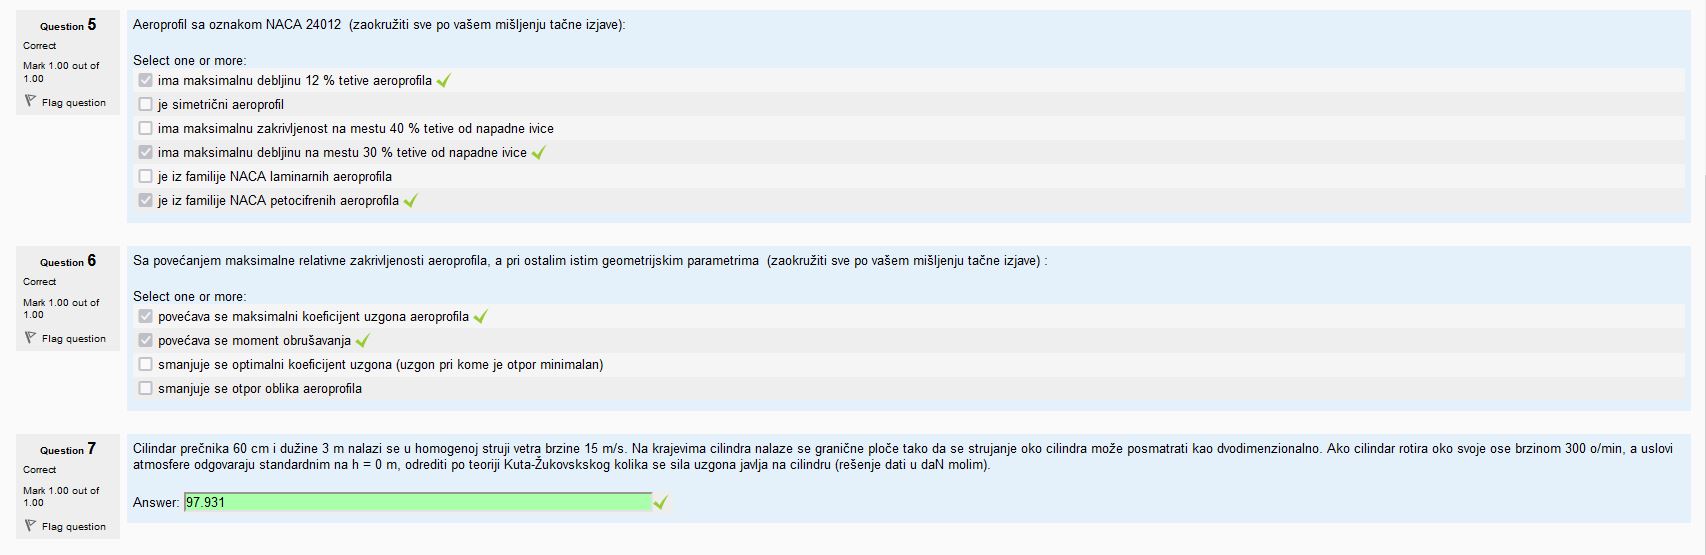 Question 5
Correct
Mark 1.00 out of
1.00
Flag question
Aeroprofil sa oznakom NACA 24012 (zaokružiti sve po vašem mišljenju tačne izjave):
Select one or more:
ima maksimalnu debljinu 12 % tetive aeroprofila
je simetrični aeroprofil
ima maksimalnu zakrivljenost na mestu 40 % tetive od napadne ivice
ima maksimalnu debljinu na mestu 30 % tetive od napadne ivice
je iz familije NACA laminarnih aeroprofila
je iz familije NACA petocifrenih aeroprofila
Question 6
Correct
Mark 1.00 out of
1.00
Flag question
Sa povećanjem maksimalne relativne zakrivljenosti aeroprofila, a pri ostalim istim geometrijskim parametrima (zaokružiti sve po vašem mišljenju tačne izjave) :
Select one or more:
povećava se maksimalni koeficijent uzgona aeroprofila
povećava se moment obrušavanja
smanjuje se optimalni koeficijent uzgona (uzgon pri kome je otpor minimalan)
smanjuje se otpor oblika aeroprofila
Question 7
Correct
Mark 1.00 out of
1.00
Flag question
Cilindar prečnika 60 cm i dužine 3 m nalazi se u homogenoj struji vetra brzine 15 m/s. Na krajevima cilindra nalaze se granične ploče tako da se strujanje oko cilindra može posmatrati kao dvodimenzionalno. Ako cilindar rotira oko svoje ose brzinom 300 o/min, a uslovi
atmosfere odgovaraju standardnim na h = 0 m, odrediti po teoriji Kuta-Žukovskskog kolika se sila uzgona javlja na cilindru (rešenje dati u daN molim).
Answer: 97.931